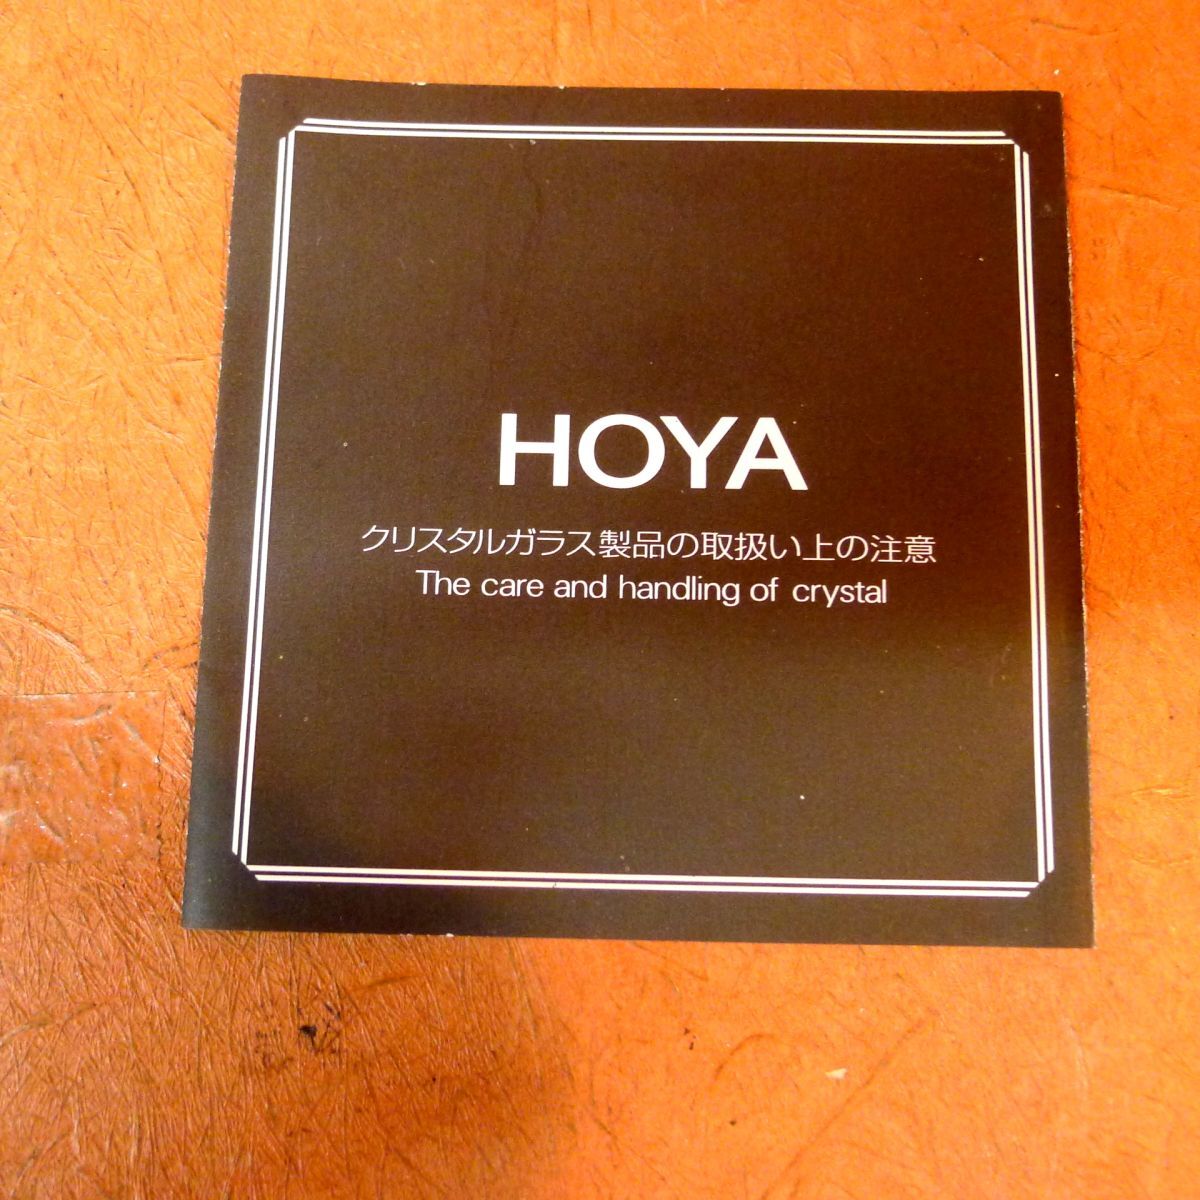 HOYA
クリスタルガラス製品の取扱い上の注意
The care and handling of crystal